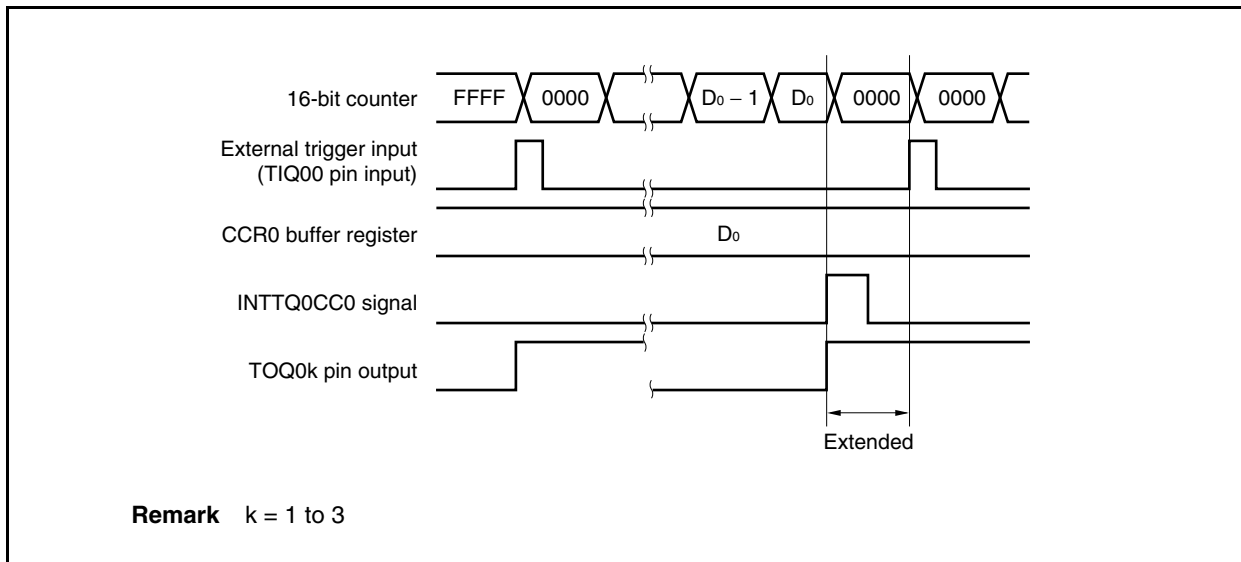 16-bit counter FFFF 0000 D0 – 1 D0 0000 0000
External trigger input
(TIQ00 pin input)
CCR0 buffer register D0
INTTQ0CC0 signal
TOQ0k pin output
Extended
Remark k = 1 to 3